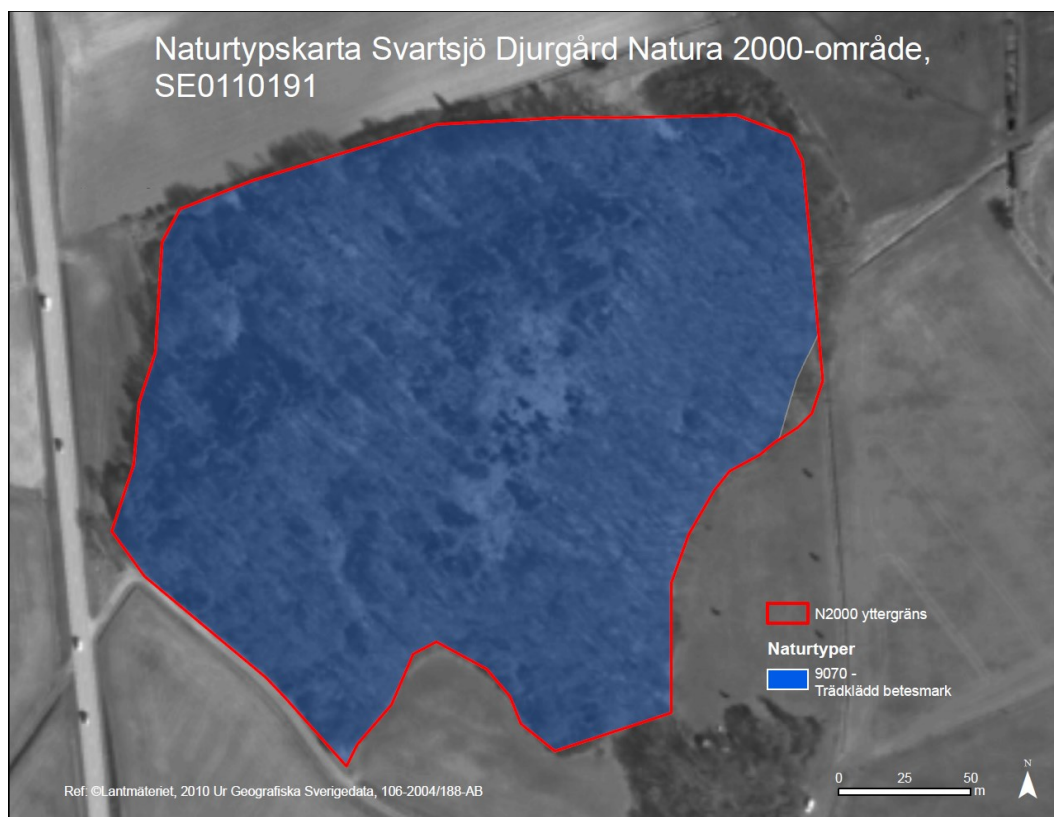 Naturtypskarta Svartsjö Djurgård Natura 2000-område,
SE0110191
N2000 yttergräns
Naturtyper
9070 -
Trädklädd betesmark
N
0 25 50
m
Ref: ©Lantmäteriet, 2010 Ur Geografiska Sverigedata, 106-2004/188-AB